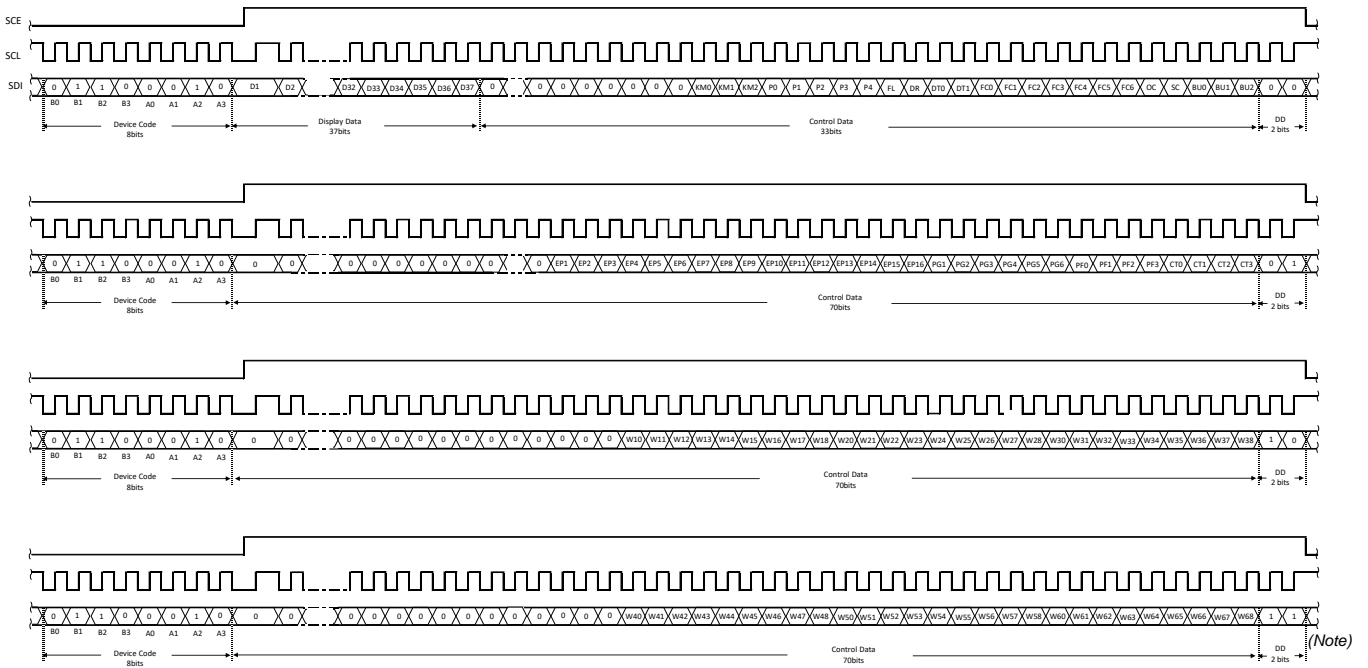 SCE
SCL
SDI 0 1 1 0 0 0 1 0 D1 D2 D32 D33 D34 D35 D36 D37 0 0 0 0 0 0 0 0 KM0 KM1 KM2 P0 P1 P2 P3 P4 FL DR DT0 DT1 FC0 FC1 FC2 FC3 FC4 FC5 FC6 OC SC BU0 BU1 BU2 0 0
B0 B1 B2 B3 A0 A1 A2 A3
Device Code Display Data Control Data DD
8bits 37bits 33bits 2 bits
0 1 1 0 0 0 1 0 0 0 0 0 0 0 0 0 0 0 EP1 EP2 EP3 EP4 EP5 EP6 EP7 EP8 EP9 EP10 EP11 EP12 EP13 EP14 EP15 EP16 PG1 PG2 PG3 PG4 PG5 PG6 PF0 PF1 PF2 PF3 CT0 CT1 CT2 CT3 0 1
B0 B1 B2 B3 A0 A1 A2 A3
Device Code Control Data DD
8bits 70bits 2 bits
0 1 1 0 0 0 1 0 0 0 0 0 0 0 0 0 0 0 0 0 0 0 W10 W11 W12 W13 W14 W15 W16 W17 W18 W20 W21 W22 W23 W24 W25 W26 W27 W28 W30 W31 W32 W33 W34 W35 W36 W37 W38 1 0
B0 B1 B2 B3 A0 A1 A2 A3
Device Code Control Data DD
8bits 70bits 2 bits
0 1 1 0 0 0 1 0 0 0 0 0 0 0 0 0 0 0 0 0 0 0 W40 W41 W42 W43 W44 W45 W46 W47 W48 W50 W51 W52 W53 W54 W55 W56 W57 W58 W60 W61 W62 W63 W64 W65 W66 W67 W68 1 1
B0 B1 B2 B3 A0 A1 A2 A3 (Note)
Device Code Control Data DD
8bits 70bits 2 bits